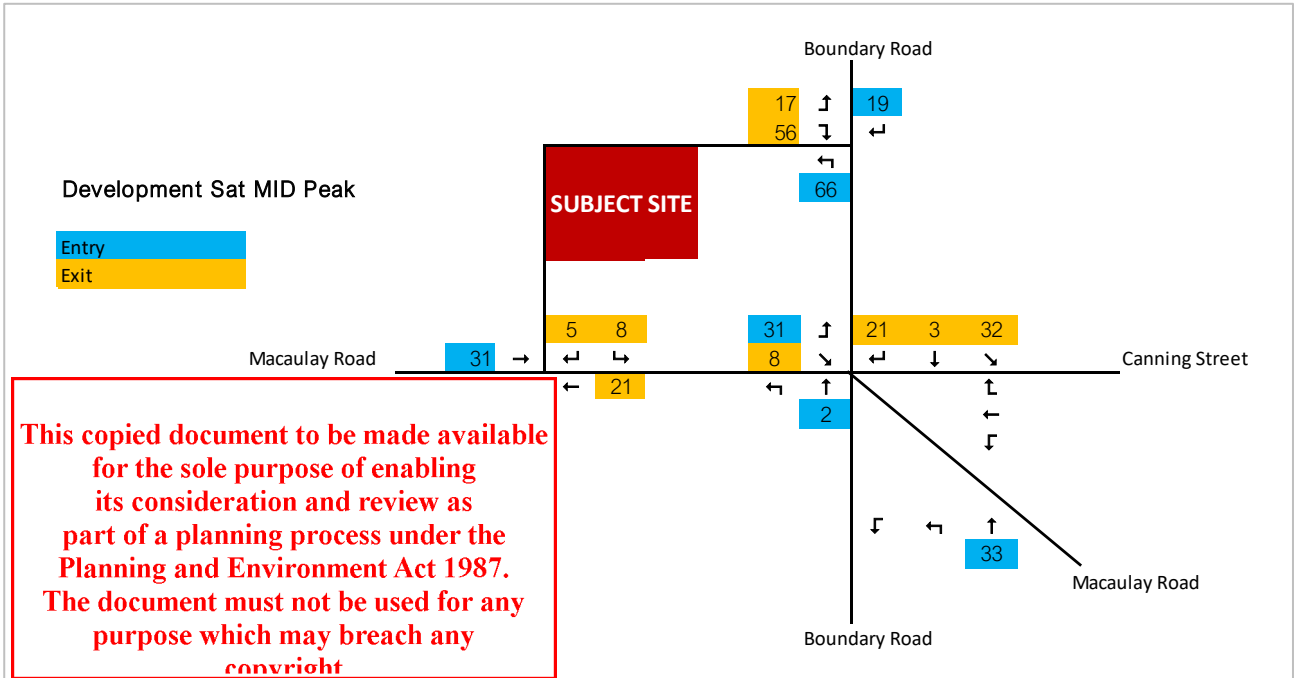 Boundary Road
17 19
56
66
Development Sat MID Peak
SUBJECT SITE
Entry
Exit
5 8 31 21 3 32
Macaulay Road 31 8 Canning Street
21
2
This copied document to be made available
for the sole purpose of enabling
its consideration and review as
part of a planning process under the
Planning and Environment Act 1987.
The document must not be used for any
purpose which may breach any
copyright
33
Macaulay Road
Boundary Road